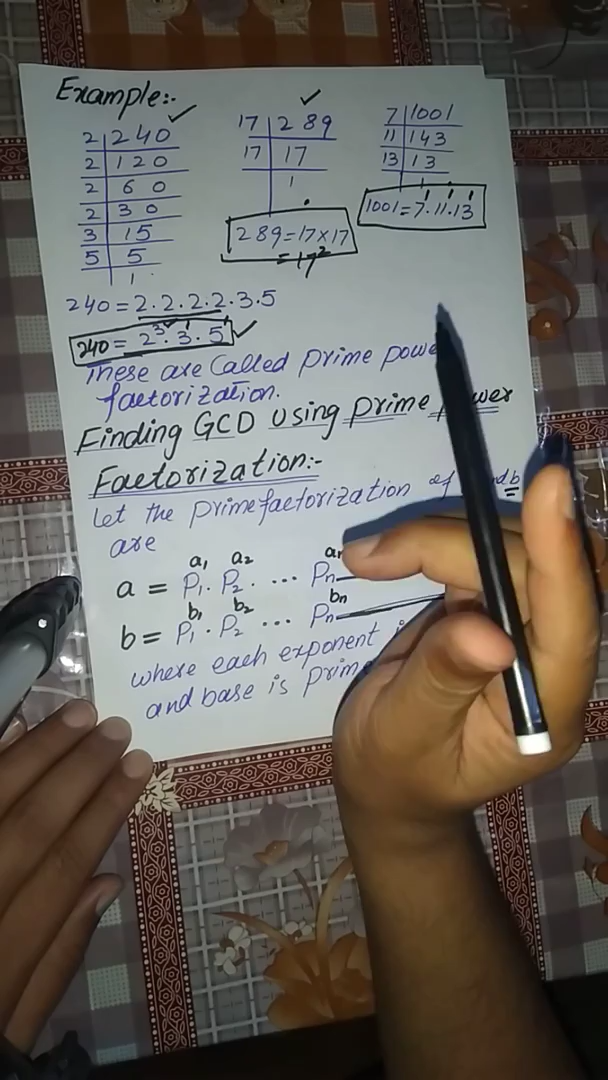 Example:-
2 | 240
2 | 120
2 | 60
2 | 30
3 | 15
5 | 5
1
240 = 2.2.2.2.3.5
240 = 2³.3.5
17 | 289
17 | 17
1
289 = 17×17
= 17²
7 | 1001
11 | 143
13 | 13
1001 = 7.11.13
These are Called prime power
factorization.
Finding GCD using prime power
Factorization:-
Let the prime factorization of and b
are
a = P₁^a₁ . P₂^a₂ . ... Pn
b = P₁^b₁ . P₂^b₂ ... Pn^bn
where each exponent
and base is prime